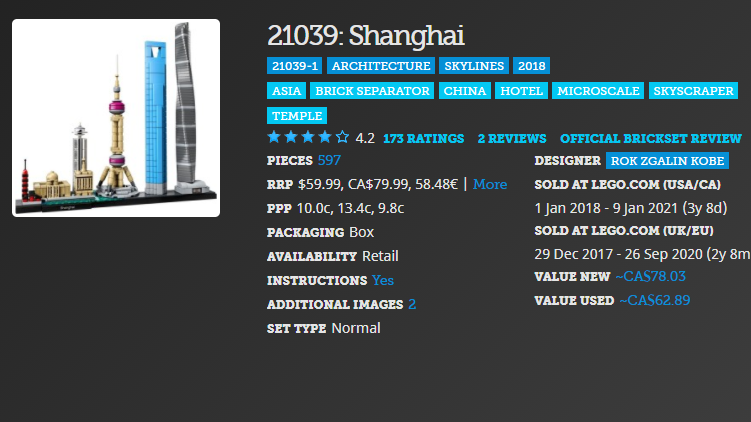 21039: Shanghai
21039-1 ARCHITECTURE SKYLINES 2018
ASIA BRICK SEPARATOR CHINA HOTEL MICROSCALE SKYSCRAPER
TEMPLE
4.2 173 RATINGS 2 REVIEWS OFFICIAL BRICKSET REVIEW
PIECES 597
RRP $59.99, CA$79.99, 58.48€ | More
PPP 10.0c, 13.4c, 9.8c
PACKAGING Box
AVAILABILITY Retail
INSTRUCTIONS Yes
ADDITIONAL IMAGES 2
SET TYPE Normal
DESIGNER ROK ZGALIN KOBE
SOLD AT LEGO.COM (USA/CA)
1 Jan 2018 - 9 Jan 2021 (3y 8d)
SOLD AT LEGO.COM (UK/EU)
29 Dec 2017 - 26 Sep 2020 (2y 8m
VALUE NEW ~CA$78.03
VALUE USED ~CA$62.89
Shanghai